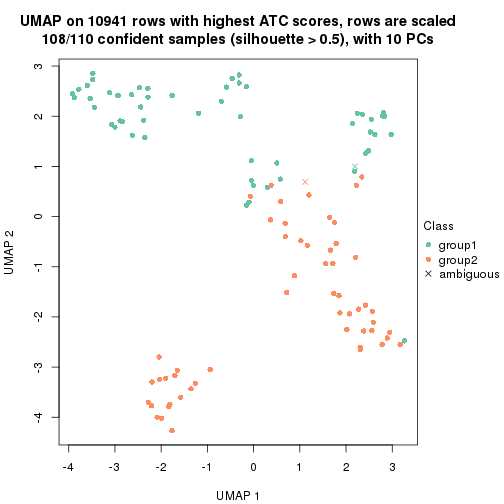 UMAP on 10941 rows with highest ATC scores, rows are scaled
108/110 confident samples (silhouette > 0.5), with 10 PCs
3
2
1
0
-1
-2
-3
-4
UMAP 2
-4 -3 -2 -1 0 1 2 3
UMAP 1
Class
group1
group2
ambiguous